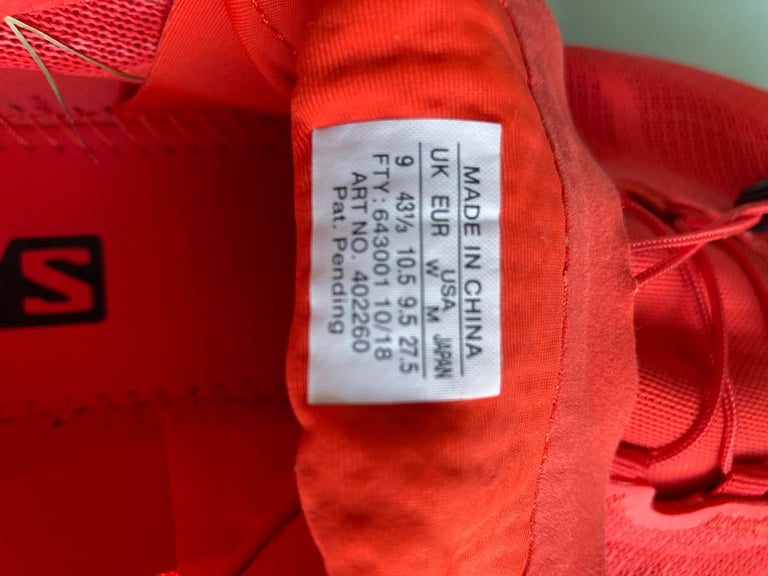 MADE IN CHINA
USA
UK EUR W M JAPAN
9 43⅓ 10.5 9.5 27.5
FTY: 643001 10/18
ART NO. 402260
Pat. Pending
S